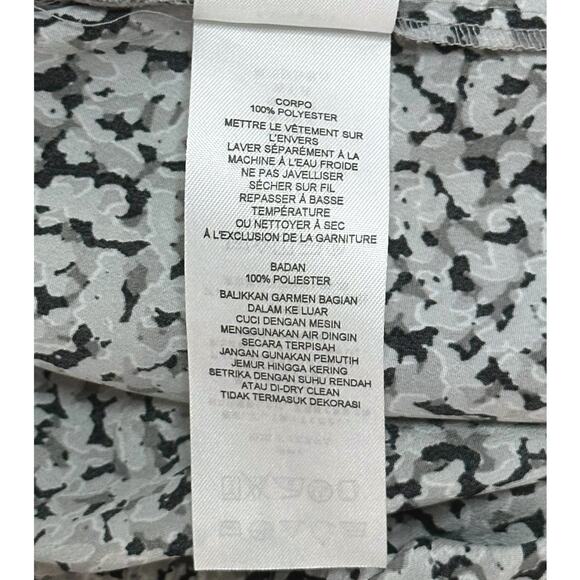 CORPO
100% POLYESTER
METTRE LE VÊTEMENT SUR
L'ENVERS
LAVER SÉPARÉMENT À LA
MACHINE À L'EAU FROIDE
NE PAS JAVELLISER
SÉCHER SUR FIL
REPASSER À BASSE
TEMPÉRATURE
OU NETTOYER À SEC
À L'EXCLUSION DE LA GARNITURE
BADAN
100% POLIESTER
BALIKKAN GARMEN BAGIAN
DALAM KE LUAR
CUCI DENGAN MESIN
MENGGUNAKAN AIR DINGIN
SECARA TERPISAH
JANGAN GUNAKAN PEMUTIH
JEMUR HINGGA KERING
SETRIKA DENGAN SUHU RENDAH
ATAU DI-DRY CLEAN
TIDAK TERMASUK DEKORASI